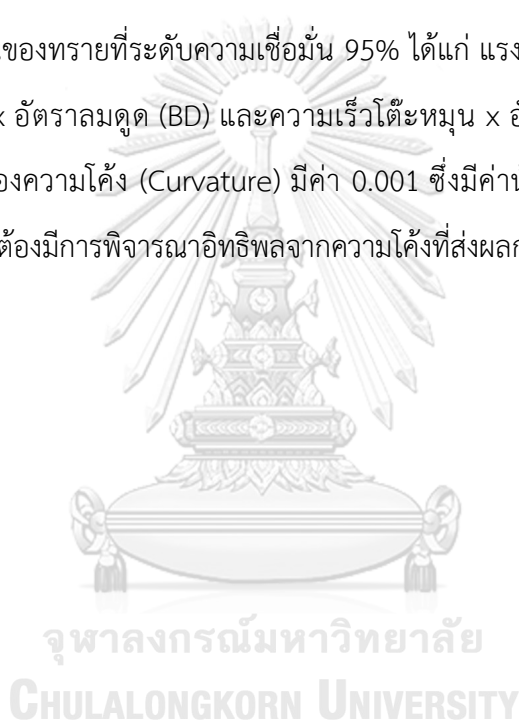 นของทรายที่ระดับความเชื่อมั่น 95% ได้แก่ แรง
x อัตราลมดูด (BD) และความเร็วโต๊ะหมุน x อั
องความโค้ง (Curvature) มีค่า 0.001 ซึ่งมีค่าน
ต้องมีการพิจารณาอิทธิพลจากความโค้งที่ส่งผลก
จุฬาลงกรณ์มหาวิทยาลัย
CHULALONGKORN UNIVERSITY